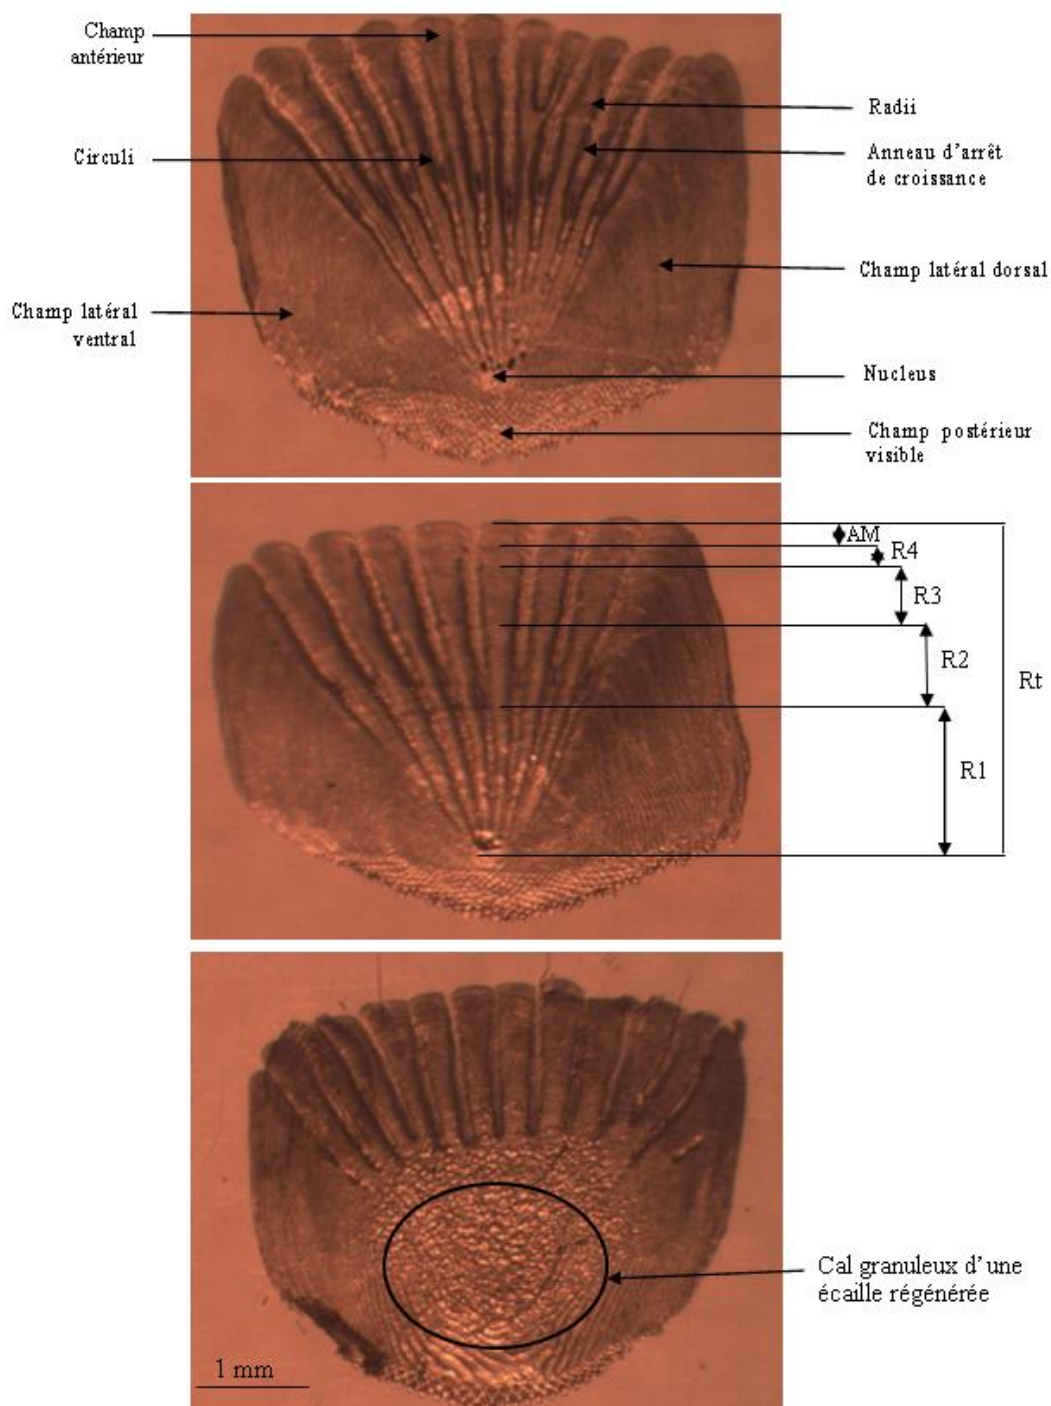 Champ
antérieur
Radii
Circuli
Anneau d'arrêt
de croissance
Champ latéral dorsal
Champ latéral
ventral
Nucleus
Champ postérieur
visible
AM
R4
R3
R2
Rt
R1
Cal granuleux d'une
écaille régénérée
1 mm